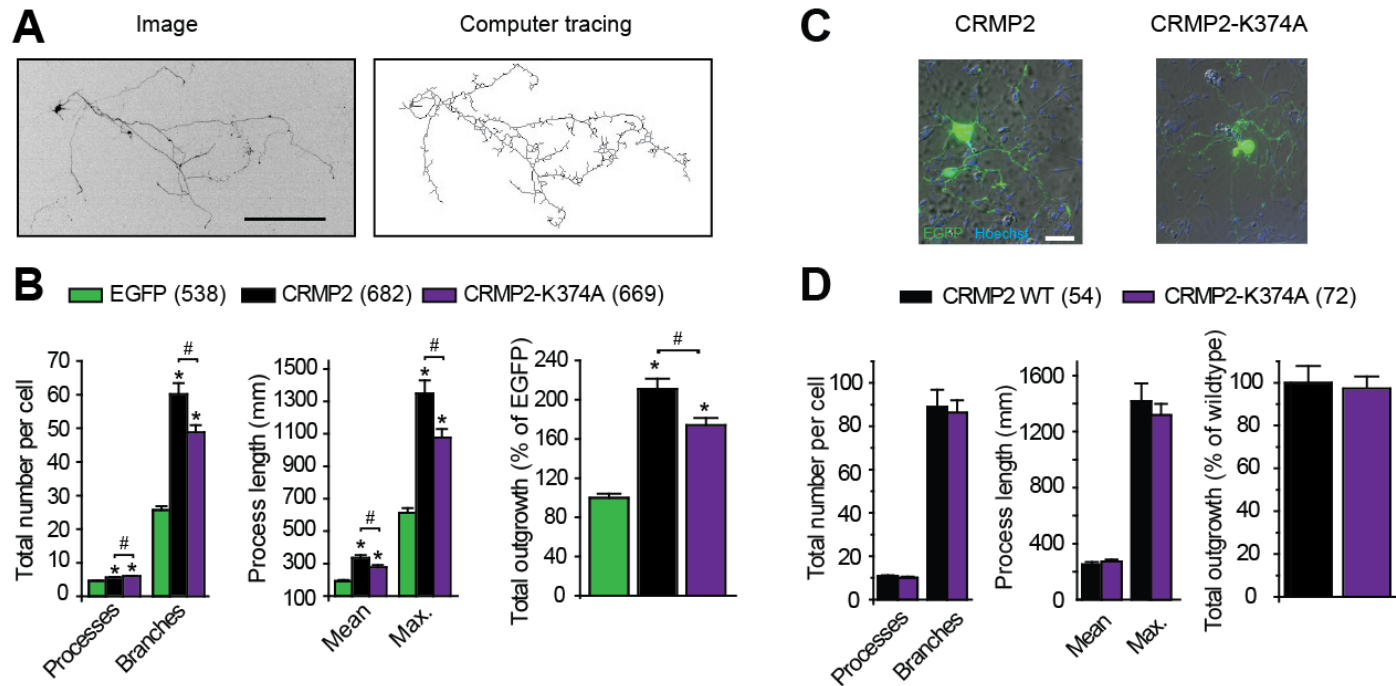 A
Image
Computer tracing
C
CRMP2
CRMP2-K374A
EGFP Hoechst
B
EGFP (538)
CRMP2 (682)
CRMP2-K374A (669)
Total number per cell
70
60
50
40
30
20
10
0
#
*
*
#
*
*
Processes
Branches
Process length (mm)
1500
1300
1100
900
700
500
300
100
#
*
*
#
*
*
Mean
Max.
Total outgrowth (% of EGFP)
240
200
160
120
80
40
0
#
*
*
D
CRMP2 WT (54)
CRMP2-K374A (72)
Total number per cell
100
80
60
40
20
0
Processes
Branches
Process length (mm)
1600
1200
800
400
0
Mean
Max.
Total outgrowth (% of wildtype)
100
80
60
40
20
0